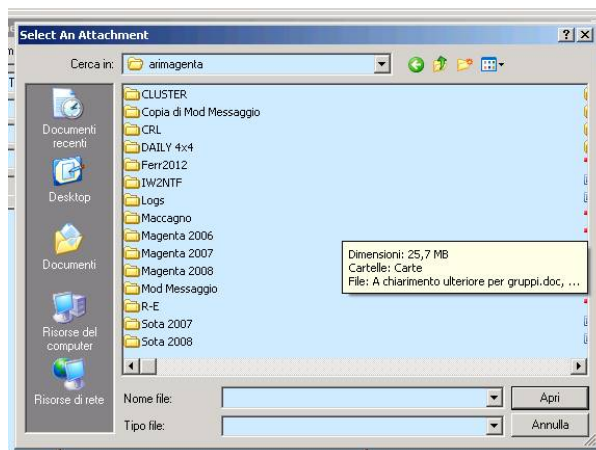 Select An Attachment
Cerca in:
arimagenta
Documenti
recenti
Desktop
Documenti
Risorse del
computer
Risorse di rete
CLUSTER
Copia di Mod Messaggio
CRL
DAILY 4x4
Ferr2012
IW2NTF
Logs
Maccagno
Magenta 2006
Magenta 2007
Magenta 2008
Mod Messaggio
R-E
Sota 2007
Sota 2008
Dimensioni: 25,7 MB
Cartelle: Carte
File: A chiarimento ulteriore per gruppi.doc, ...
Nome file:
Apri
Tipo file:
Annulla